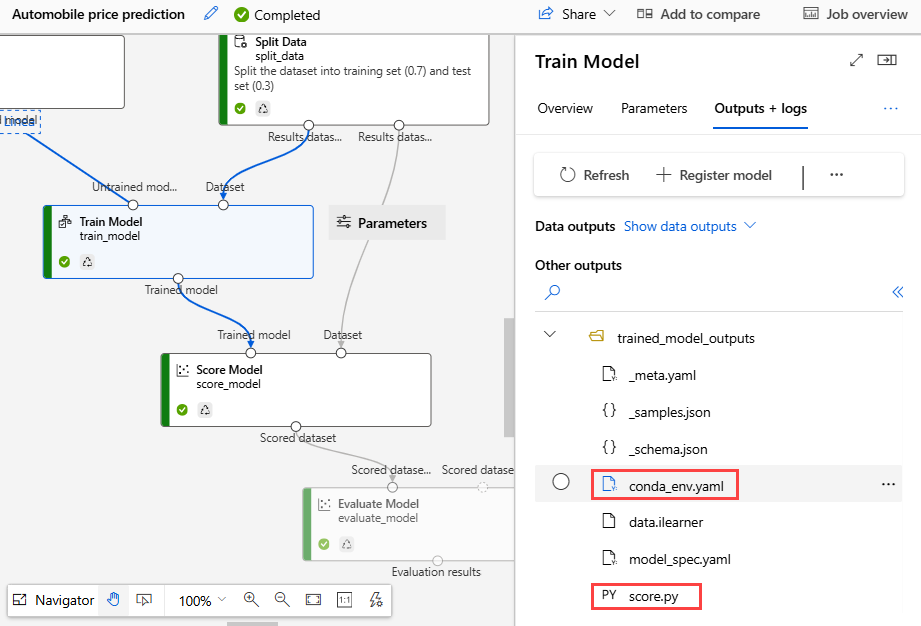 Automobile price prediction
Completed
Share
Add to compare
Job overview
Split Data
split_data
Split the dataset into training set (0.7) and test
set (0.3)
Results datas...
Results datas...
model
Linea
Untrained mod...
Dataset
Train Model
train_model
Parameters
Trained model
Trained model
Dataset
Score Model
score_model
Scored dataset
Scored datase...
Scored datase
Evaluate Model
evaluate_model
Evaluation results
Navigator
100%
1:1
Train Model
Overview
Parameters
Outputs + logs
...
Refresh
Register model
...
Data outputs
Show data outputs
Other outputs
trained_model_outputs
_meta.yaml
{} _samples.json
{} _schema.json
conda_env.yaml
...
data.ilearner
model_spec.yaml
PY score.py